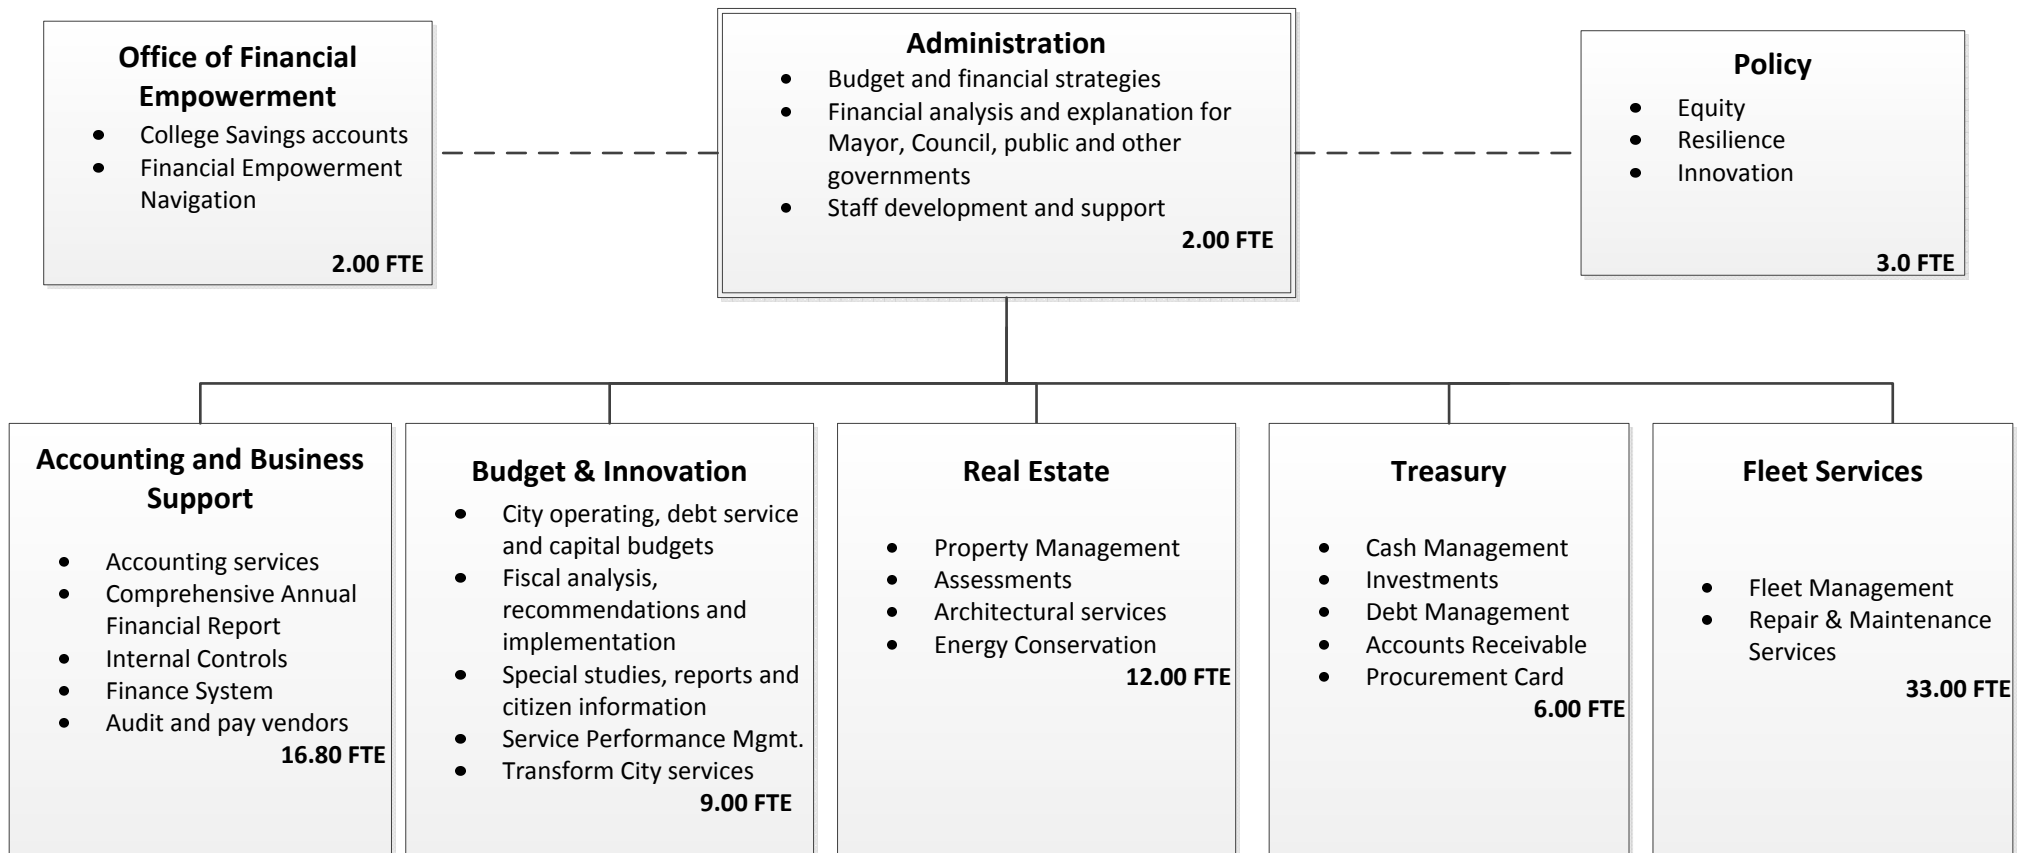 Office of Financial
Empowerment
• College Savings accounts
• Financial Empowerment
Navigation
2.00 FTE
Administration
• Budget and financial strategies
• Financial analysis and explanation for
Mayor, Council, public and other
governments
• Staff development and support
2.00 FTE
Policy
• Equity
• Resilience
• Innovation
3.0 FTE
Accounting and Business
Support
• Accounting services
• Comprehensive Annual
Financial Report
• Internal Controls
• Finance System
• Audit and pay vendors
16.80 FTE
Budget & Innovation
• City operating, debt service
and capital budgets
• Fiscal analysis,
recommendations and
implementation
• Special studies, reports and
citizen information
• Service Performance Mgmt.
• Transform City services
9.00 FTE
Real Estate
• Property Management
• Assessments
• Architectural services
• Energy Conservation
12.00 FTE
Treasury
• Cash Management
• Investments
• Debt Management
• Accounts Receivable
• Procurement Card
6.00 FTE
Fleet Services
• Fleet Management
• Repair & Maintenance
Services
33.00 FTE